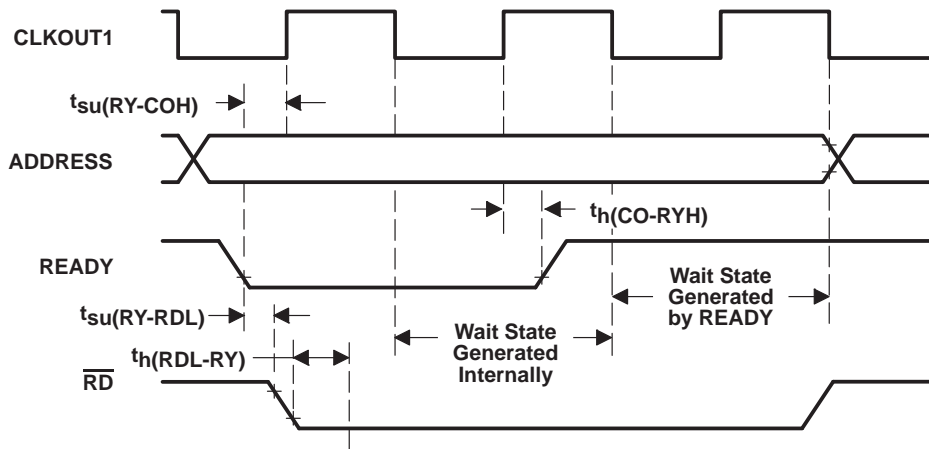 CLKOUT1
tsu(RY-COH)
ADDRESS
th(CO-RYH)
READY
Wait State
Generated
by READY
tsu(RY-RDL)
Wait State
Generated
Internally
th(RDL-RY)
RD